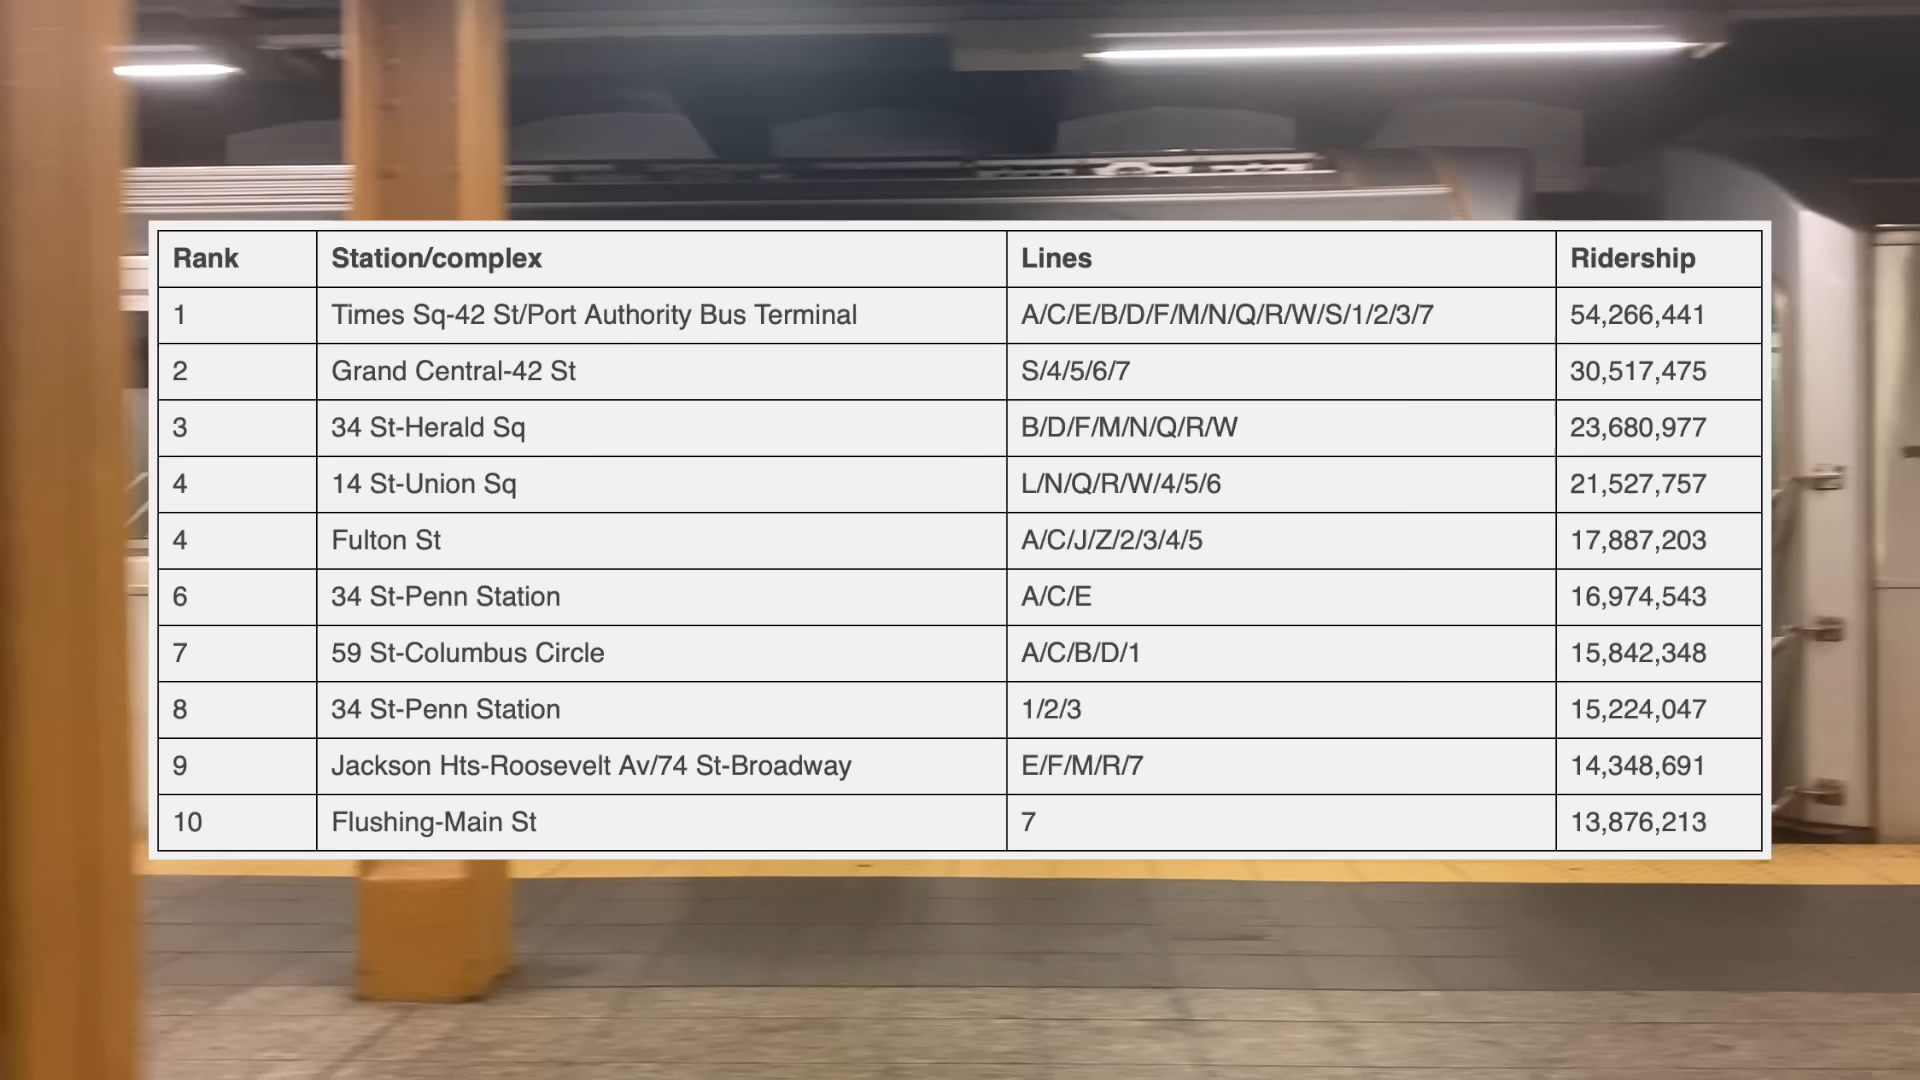 Rank Station/complex Lines Ridership
1 Times Sq-42 St/Port Authority Bus Terminal A/C/E/B/D/F/M/N/Q/R/W/S/1/2/3/7 54,266,441
2 Grand Central-42 St S/4/5/6/7 30,517,475
3 34 St-Herald Sq B/D/F/M/N/Q/R/W 23,680,977
4 14 St-Union Sq L/N/Q/R/W/4/5/6 21,527,757
4 Fulton St A/C/J/Z/2/3/4/5 17,887,203
6 34 St-Penn Station A/C/E 16,974,543
7 59 St-Columbus Circle A/C/B/D/1 15,842,348
8 34 St-Penn Station 1/2/3 15,224,047
9 Jackson Hts-Roosevelt Av/74 St-Broadway E/F/M/R/7 14,348,691
10 Flushing-Main St 7 13,876,213